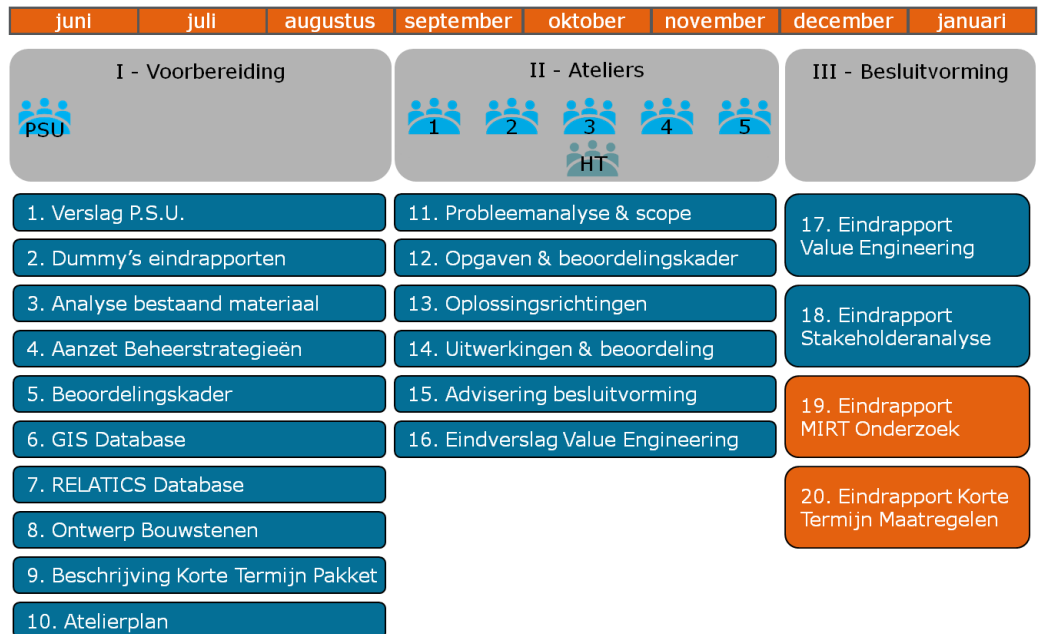 juni juli augustus september oktober november december januari
I - Voorbereiding
PSU
II - Ateliers
1 2 3 4 5
HT
III - Besluitvorming
1. Verslag P.S.U.
2. Dummy’s eindrapporten
3. Analyse bestaand materiaal
4. Aanzet Beheerstrategieën
5. Beoordelingskader
6. GIS Database
7. RELATICS Database
8. Ontwerp Bouwstenen
9. Beschrijving Korte Termijn Pakket
10. Atelierplan
11. Probleemanalyse & scope
12. Opgaven & beoordelingskader
13. Oplossingsrichtingen
14. Uitwerkingen & beoordeling
15. Advisering besluitvorming
16. Eindverslag Value Engineering
17. Eindrapport
Value Engineering
18. Eindrapport
Stakeholderanalyse
19. Eindrapport
MIRT Onderzoek
20. Eindrapport Korte
Termijn Maatregelen